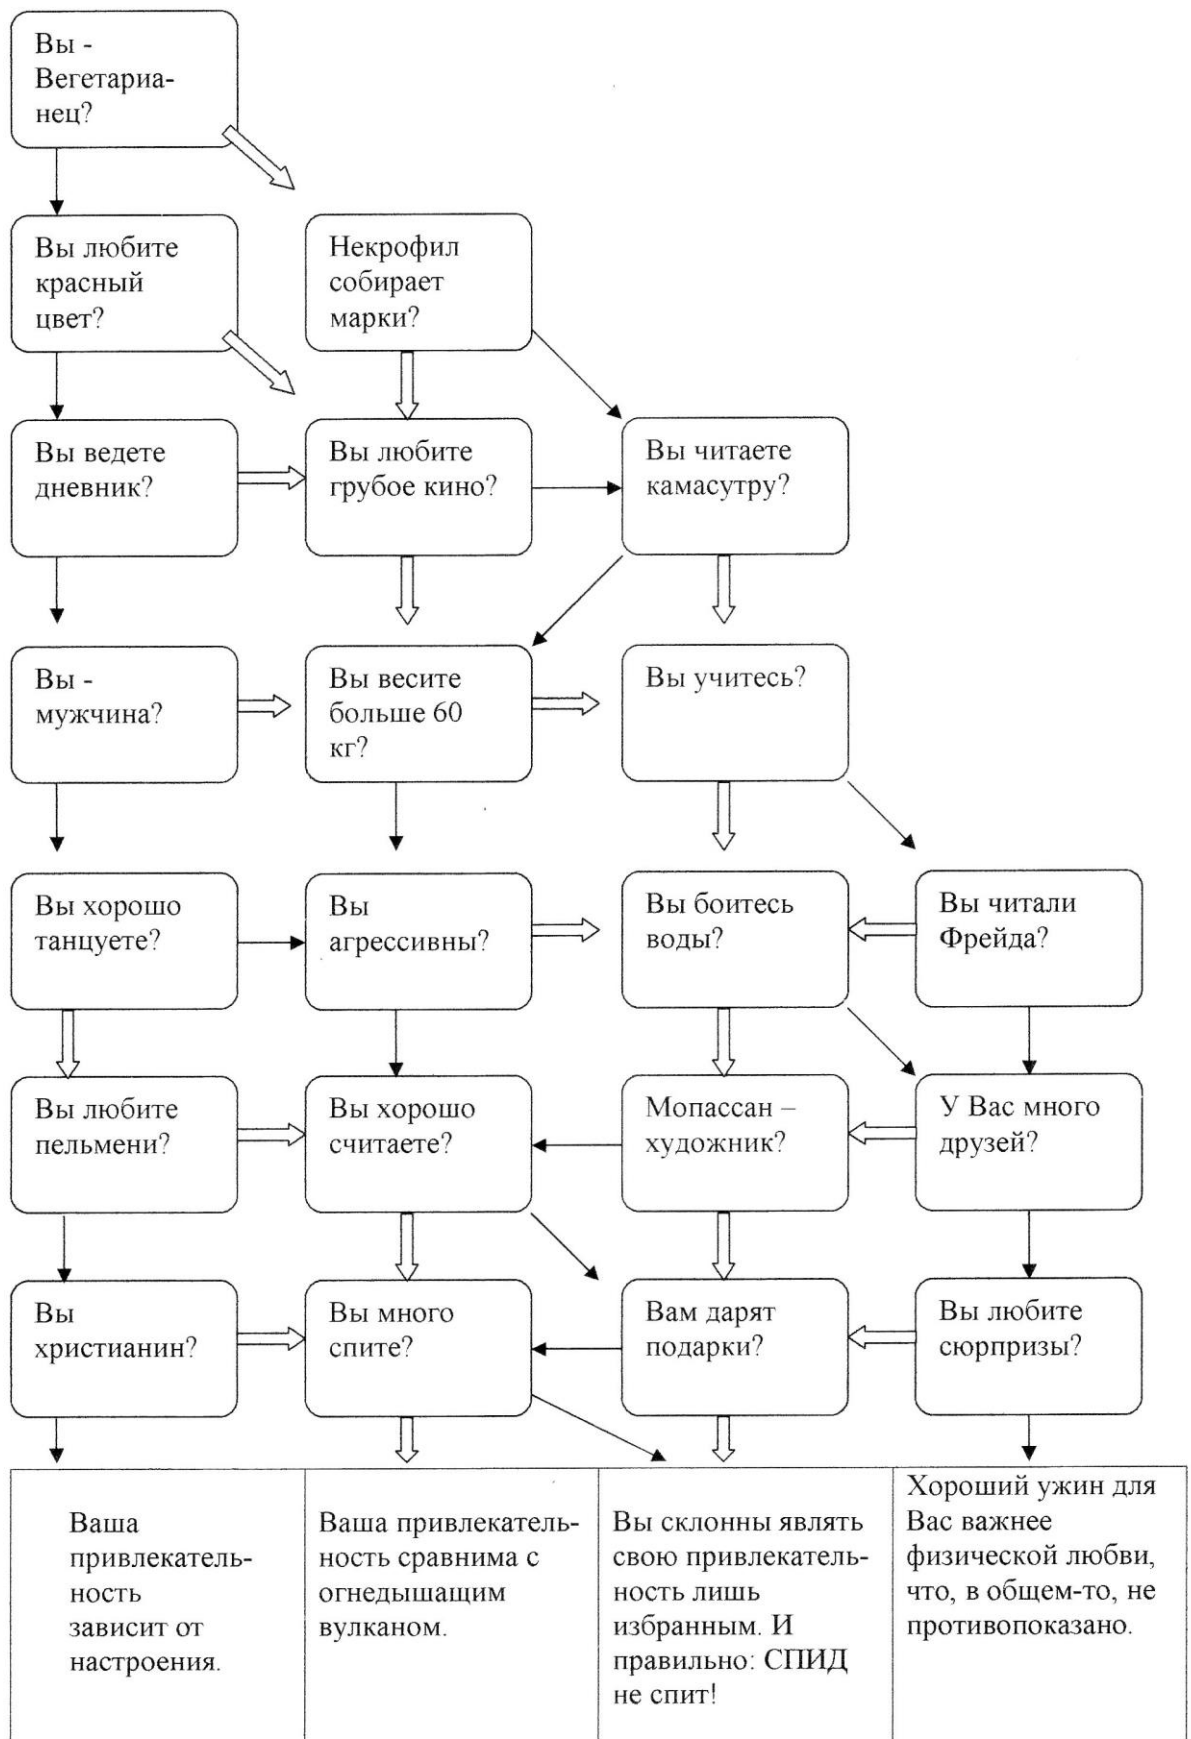 Вы -
Вегетариа-
нец?
Вы любите
красный
цвет?
Некрофил
собирает
марки?
Вы ведете
дневник?
Вы любите
грубое кино?
Вы читаете
камасутру?
Вы -
мужчина?
Вы весите
больше 60
кг?
Вы учитесь?
Вы хорошо
танцуете?
Вы
агрессивны?
Вы боитесь
воды?
Вы читали
Фрейда?
Вы любите
пельмени?
Вы хорошо
считаете?
Мопассан –
художник?
У Вас много
друзей?
Вы
христианин?
Вы много
спите?
Вам дарят
подарки?
Вы любите
сюрпризы?
Ваша
привлекатель-
ность
зависит от
настроения.
Ваша привлекатель-
ность сравнима с
огнедышащим
вулканом.
Вы склонны являть
свою привлекатель-
ность лишь
избранным. И
правильно: СПИД
не спит!
Хороший ужин для
Вас важнее
физической любви,
что, в общем-то, не
противопоказано.